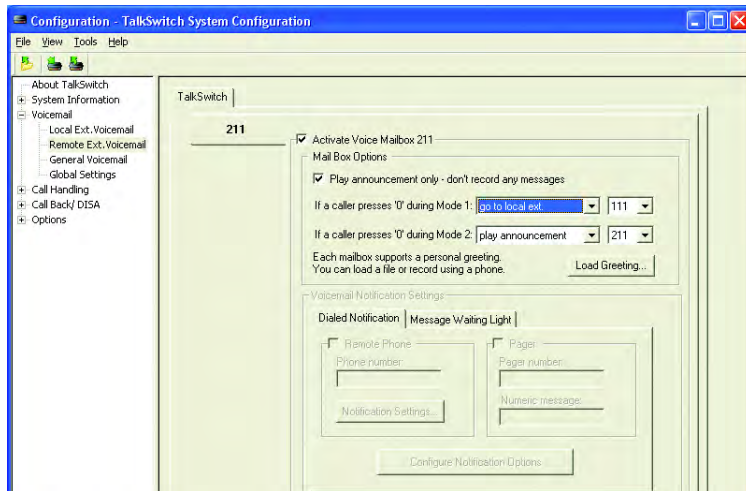 Configuration - TalkSwitch System Configuration
File View Tools Help
About TalkSwitch
System Information
Voicemail
Local Ext.Voicemail
Remote Ext.Voicemail
General Voicemail
Global Settings
Call Handling
Call Back/ DISA
Options
TalkSwitch
211
Activate Voice Mailbox 211
Mail Box Options
Play announcement only - don't record any messages
If a caller presses '0' during Mode 1: go to local ext. 111
If a caller presses '0' during Mode 2: play announcement 211
Each mailbox supports a personal greeting.
You can load a file or record using a phone.
Load Greeting...
Voicemail Notification Settings
Dialed Notification Message Waiting Light
Remote Phone
Phone number:
Notification Settings...
Pager
Pager number:
Numeric message:
Configure Notification Options